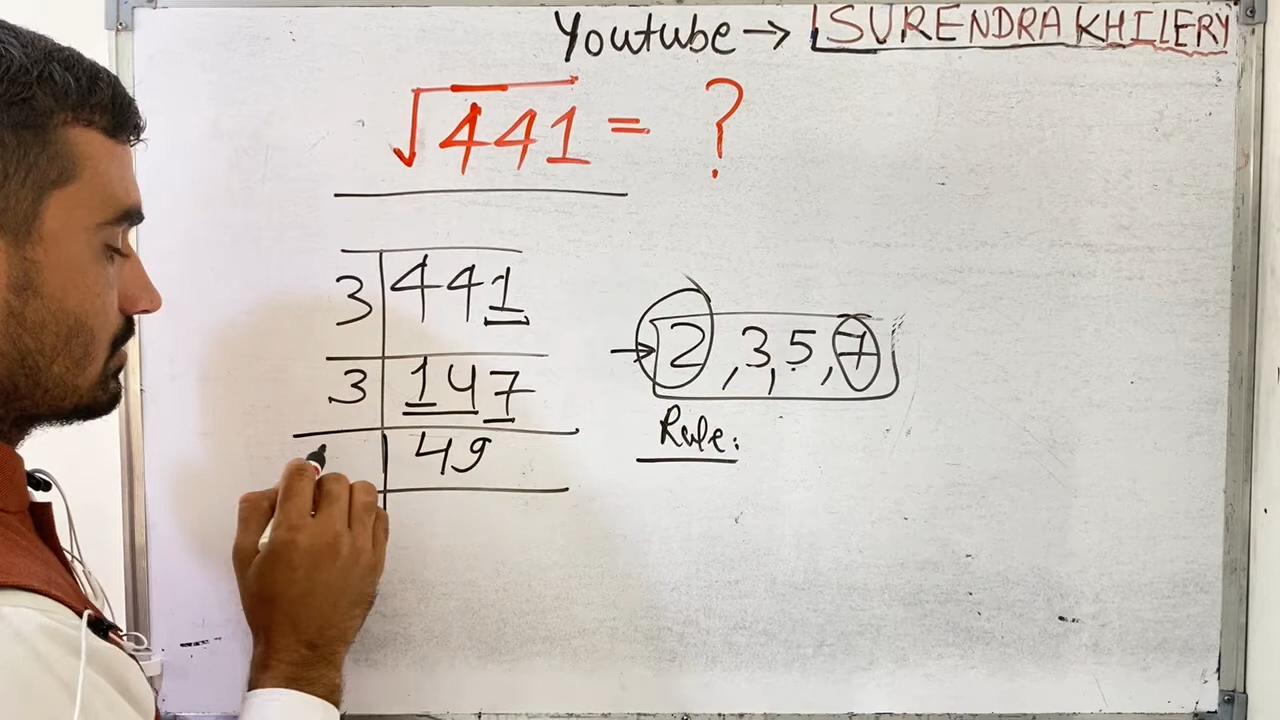 Youtube → SURENDRA KHILERY
√441 = ?
3 441
3 147
49
→ 2, 3, 5, 7
Rule: